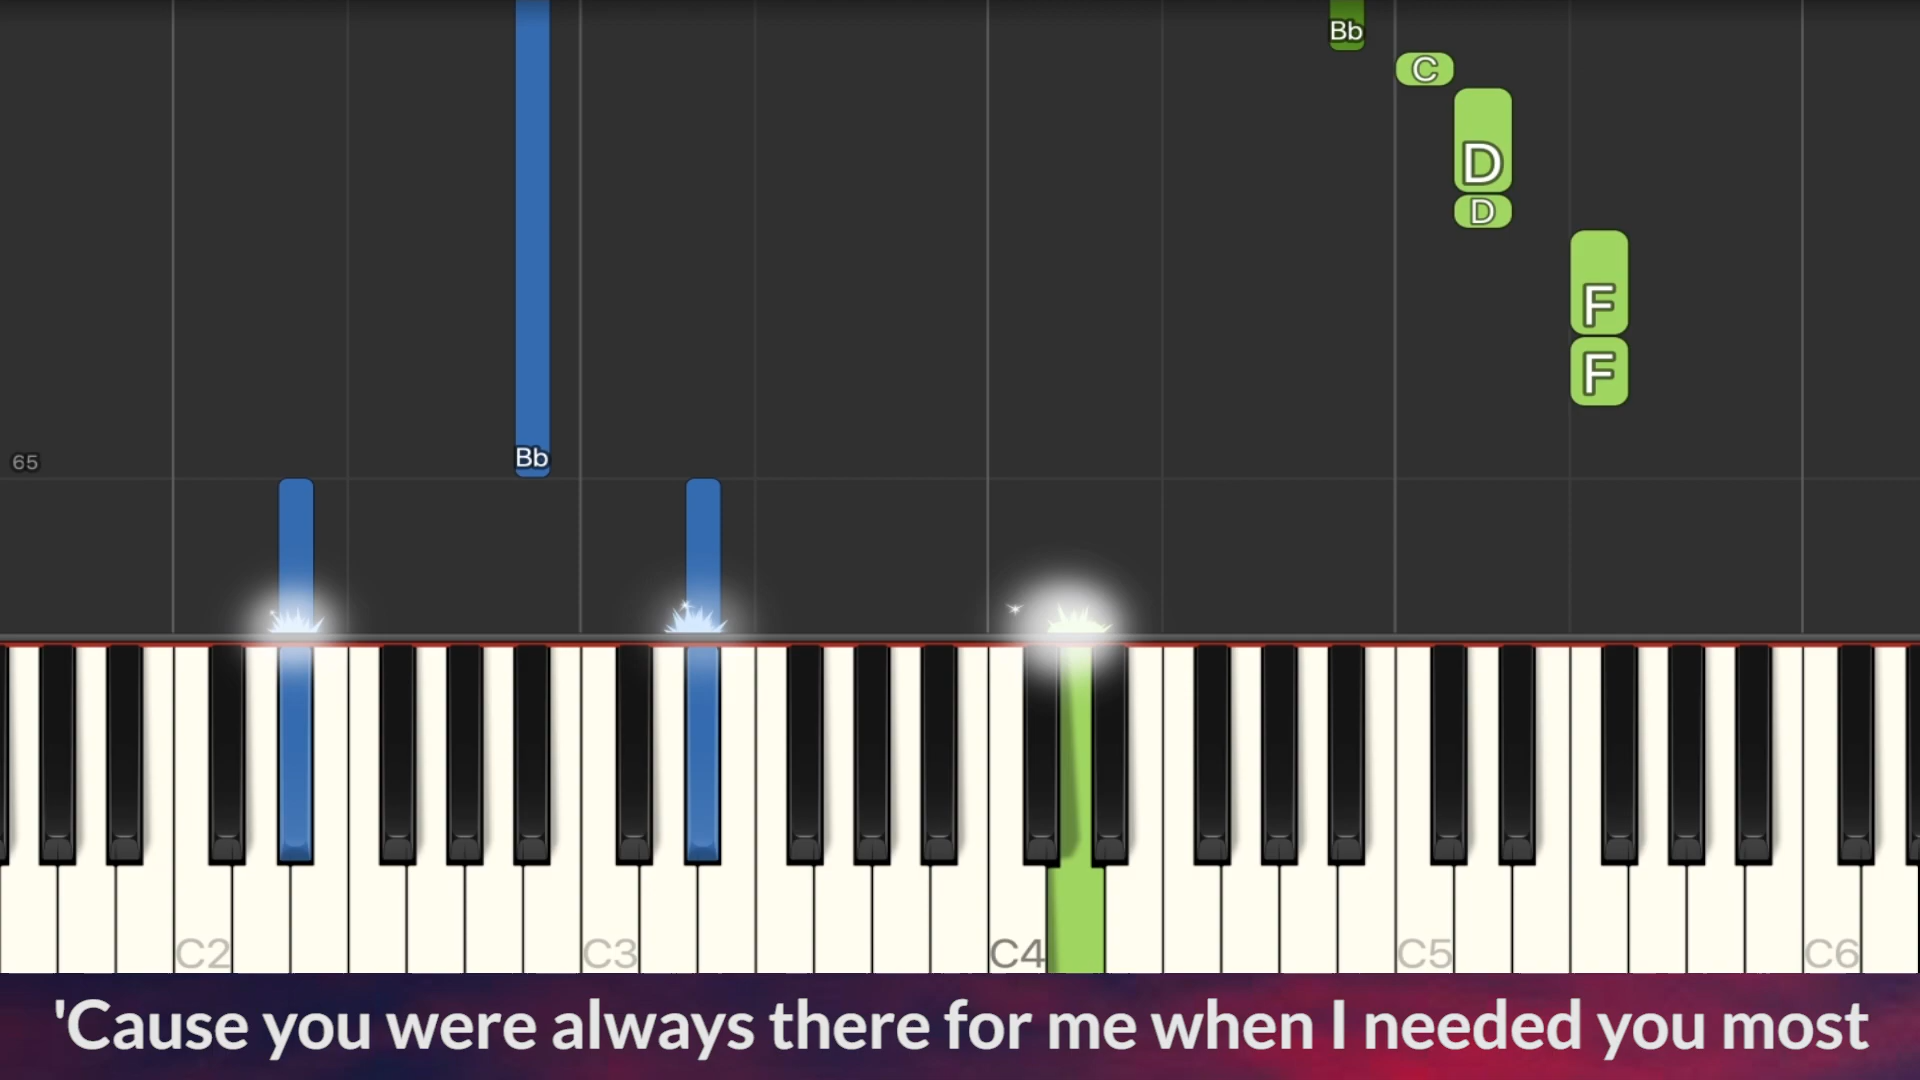 Bb
C
D
D
F
F
Bb
65
C2 C3 C4 C5 C6
'Cause you were always there for me when I needed you most